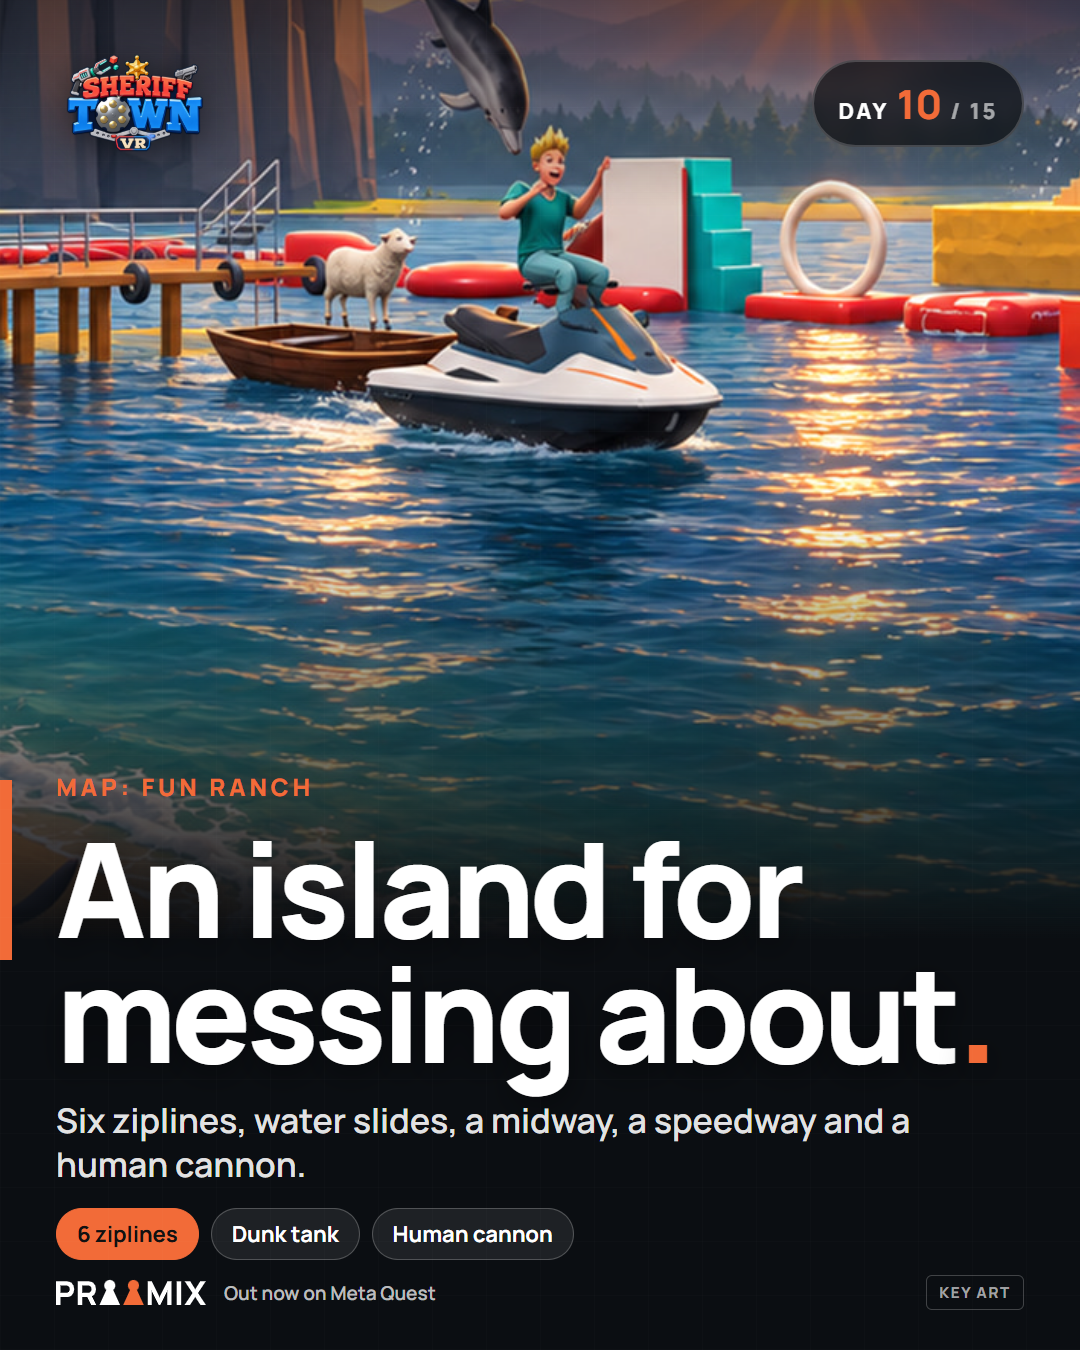 SHERIFF
TOWN
VR
DAY 10 / 15
MAP: FUN RANCH
An island for
messing about.
Six ziplines, water slides, a midway, a speedway and a
human cannon.
6 ziplines
Dunk tank
Human cannon
PRAAMIX
Out now on Meta Quest
KEY ART